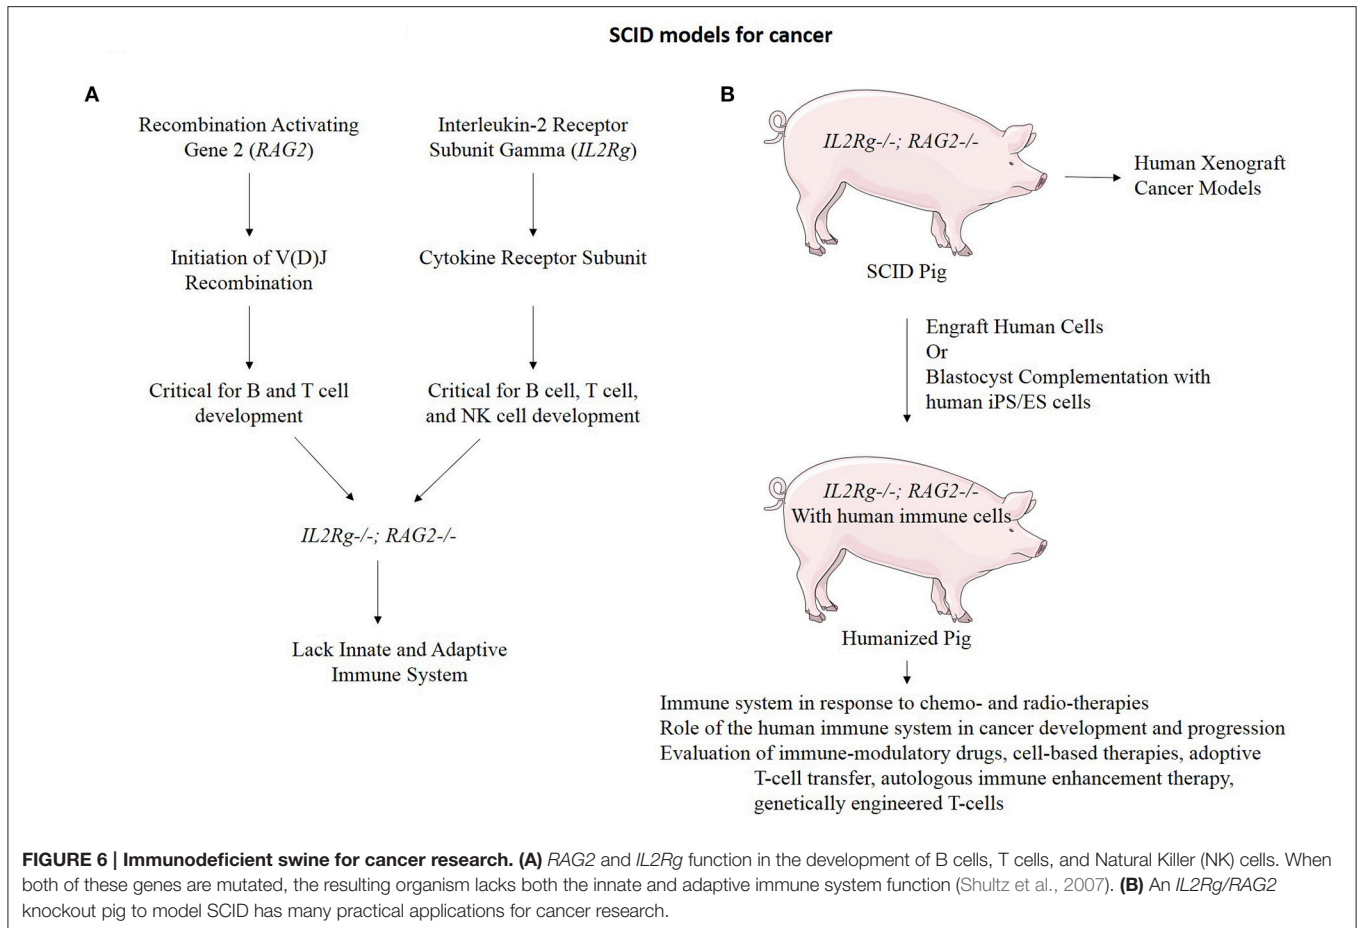 SCID models for cancer
A
Recombination Activating
Gene 2 (RAG2)
Interleukin-2 Receptor
Subunit Gamma (IL2Rg)
Initiation of V(D)J
Recombination
Cytokine Receptor Subunit
Critical for B and T cell
development
Critical for B cell, T cell,
and NK cell development
IL2Rg-/-; RAG2-/-
Lack Innate and Adaptive
Immune System
B
IL2Rg-/-; RAG2-/-
Human Xenograft
Cancer Models
SCID Pig
Engraft Human Cells
Or
Blastocyst Complementation with
human iPS/ES cells
IL2Rg-/-; RAG2-/-
With human immune cells
Humanized Pig
Immune system in response to chemo- and radio-therapies
Role of the human immune system in cancer development and progression
Evaluation of immune-modulatory drugs, cell-based therapies, adoptive
T-cell transfer, autologous immune enhancement therapy,
genetically engineered T-cells
FIGURE 6 | Immunodeficient swine for cancer research. (A) RAG2 and IL2Rg function in the development of B cells, T cells, and Natural Killer (NK) cells. When
both of these genes are mutated, the resulting organism lacks both the innate and adaptive immune system function (Shultz et al., 2007). (B) An IL2Rg/RAG2
knockout pig to model SCID has many practical applications for cancer research.